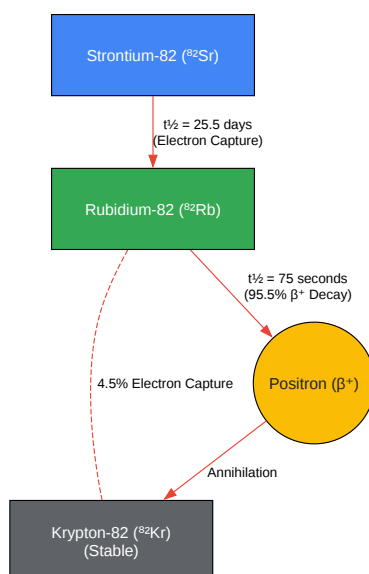 Strontium-82 (⁸²Sr)
t½ = 25.5 days
(Electron Capture)
Rubidium-82 (⁸²Rb)
t½ = 75 seconds
(95.5% β⁺ Decay)
4.5% Electron Capture
Positron (β⁺)
Annihilation
Krypton-82 (⁸²Kr)
(Stable)